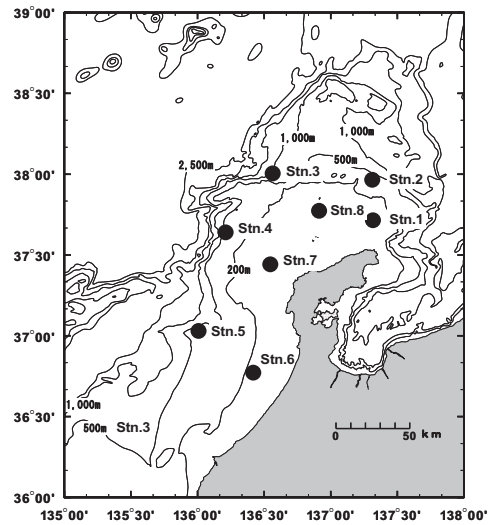 39°00'
38°30'
1,000m
1,000m
500m
2,500m
Stn.3
Stn.2
38°00'
Stn.8
Stn.1
Stn.4
37°30'
Stn.7
200m
37°00'
Stn.5
Stn.6
1,000m
500m
Stn.3
36°30'
0
50
km
36°00'
135°00'
135°30'
136°00'
136°30'
137°00'
137°30'
138°00'